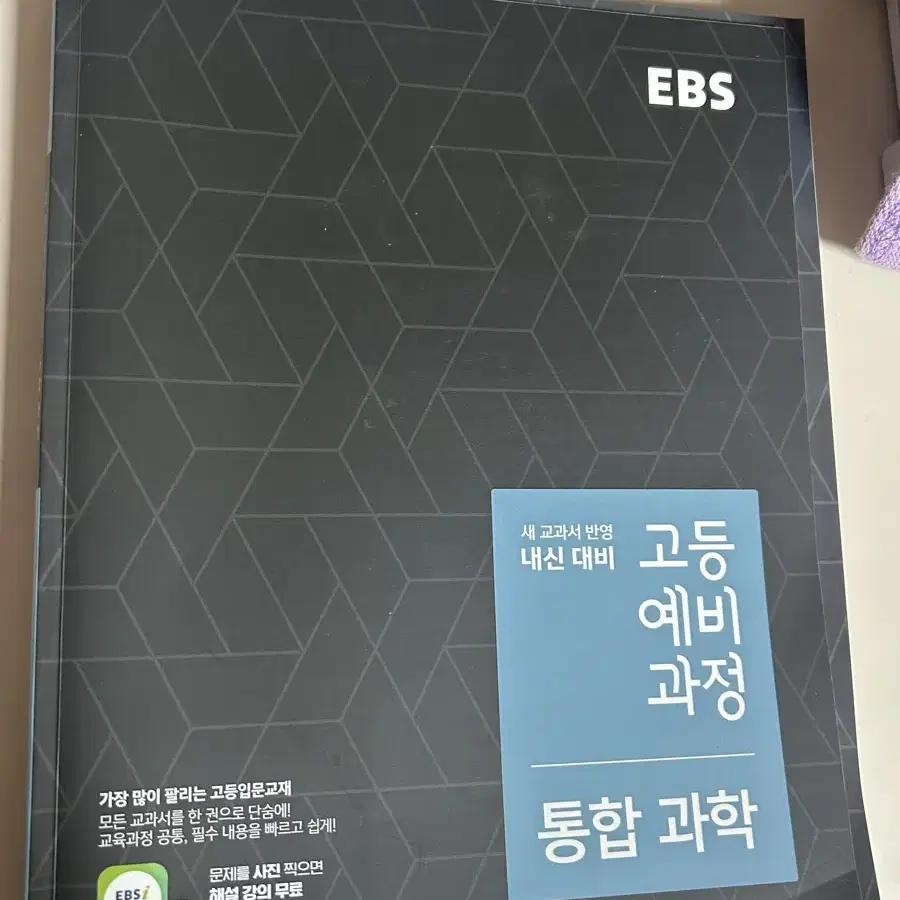 EBS
새 교과서 반영
내신 대비
고등
예비
과정
통합 과학
가장 많이 팔리는 고등입문교재
모든 교과서를 한 권으로 단숨에!
교육과정 공통, 필수 내용을 빠르고 쉽게!
EBSi
문제를 사진 찍으면
해설 강의 무료